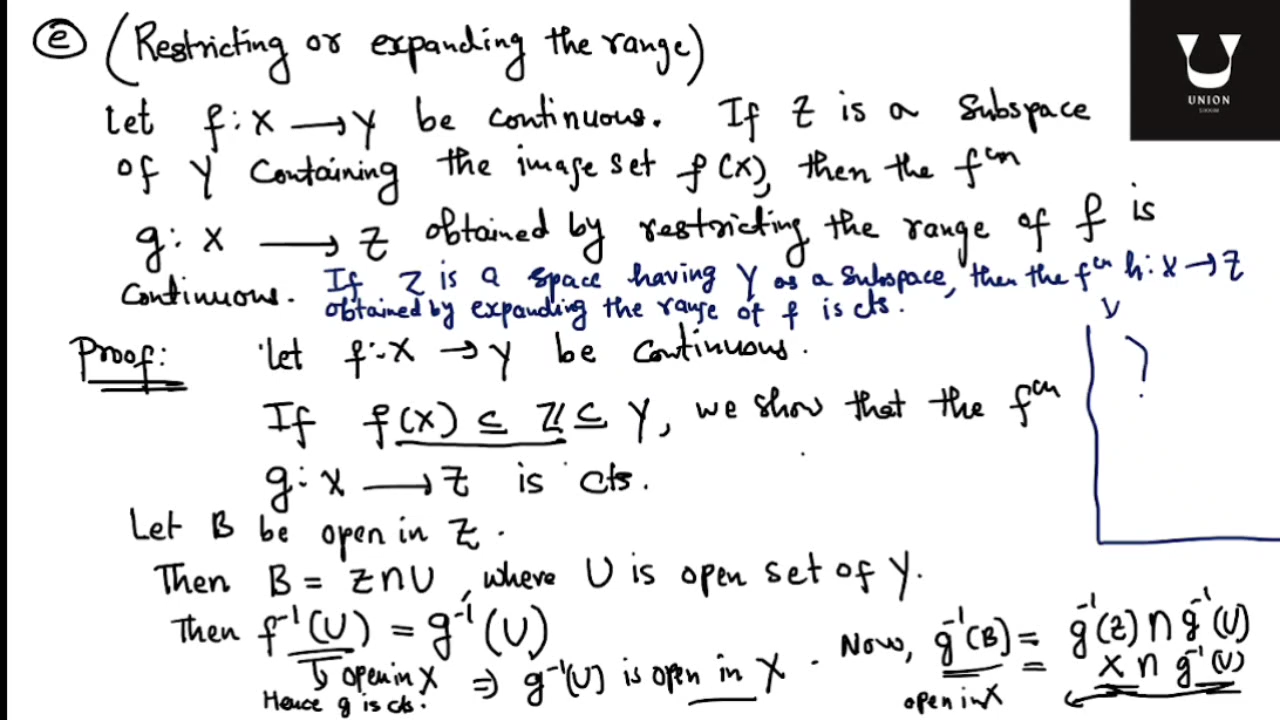 ⓔ (Restricting or expanding the range)
UNION
Let f: X → Y be continuous. If Z is a subspace
of Y containing the image set f(X), then the fcn
g: X → Z obtained by restricting the range of f is
continuous. If Z is a space having Y as a subspace, then the fcn h: X → Z
obtained by expanding the range of f is cts.
Proof: Let f: X → Y be continuous.
If f(X) ⊆ Z ⊆ Y, we show that the fcn
g: X → Z is cts.
Let B be open in Z.
Then B = Z∩U, where U is open set of Y.
Then f⁻¹(U) = g⁻¹(U)
Now, g⁻¹(B) = g⁻¹(Z) ∩ g⁻¹(U)
= X ∩ g⁻¹(U)
open in X ⇒ g⁻¹(U) is open in X.
open in X
Hence g is cts.